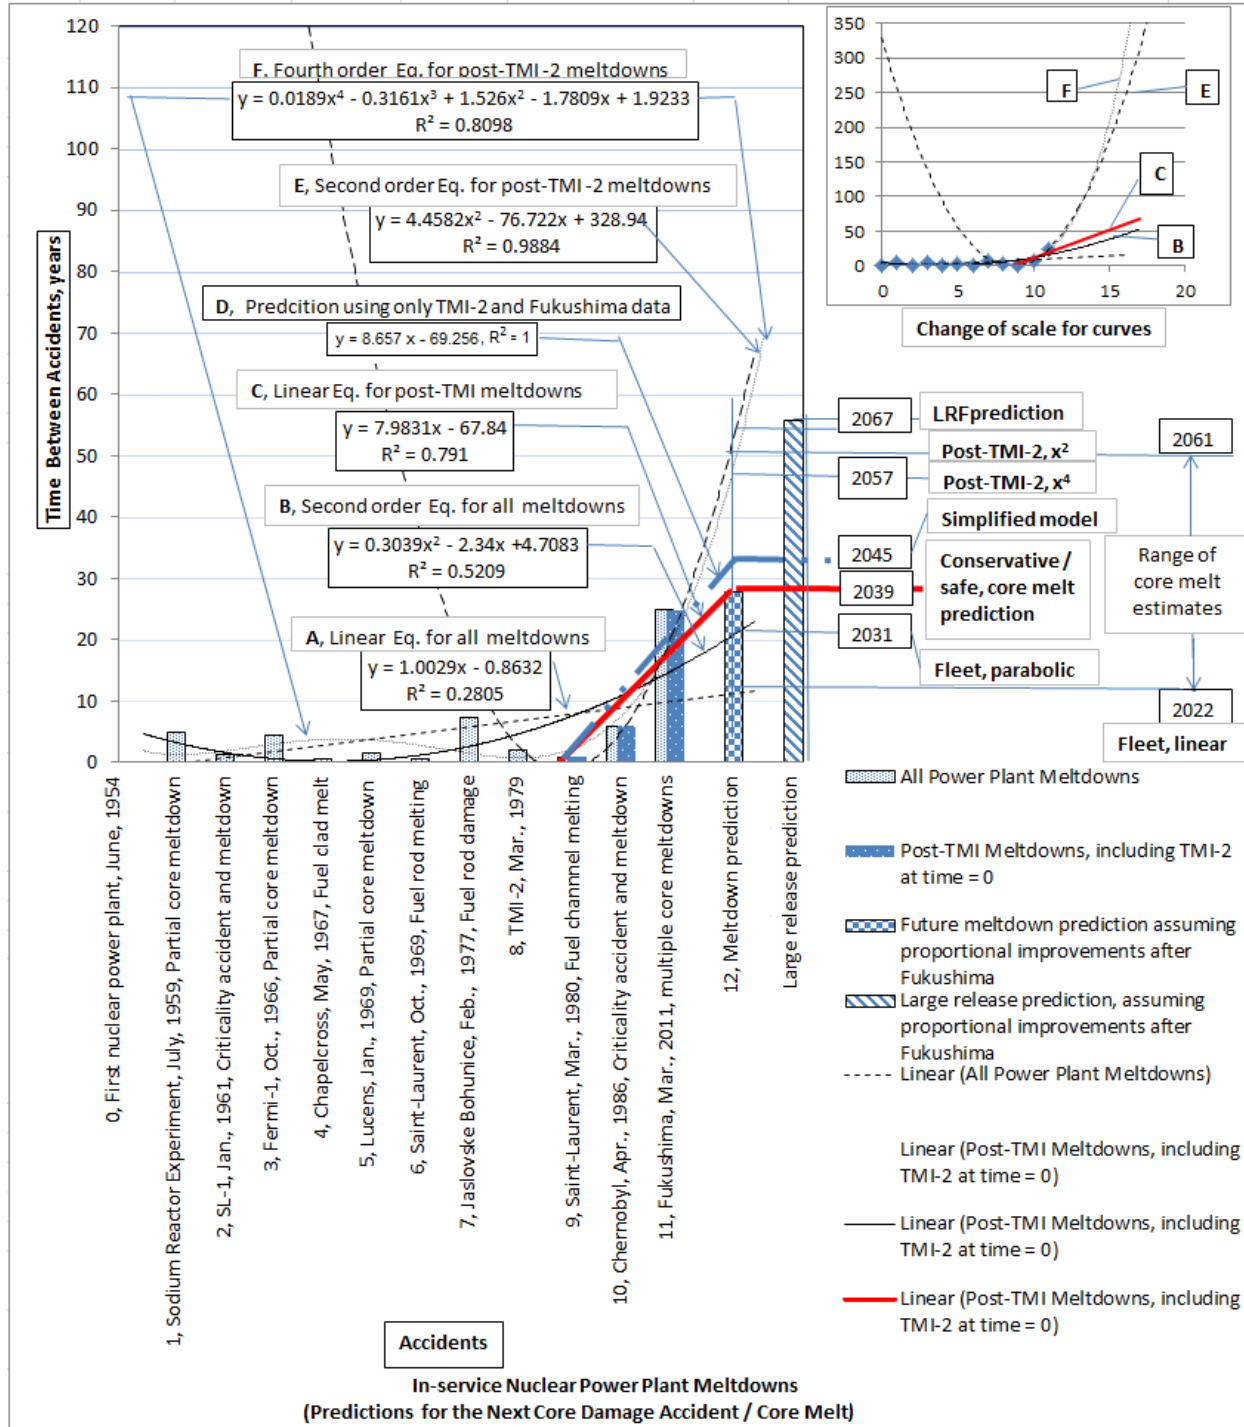 120
110
100
90
80
70
60
50
40
30
20
10
0
Time Between Accidents, years
F, Fourth order Eq. for post-TMI -2 meltdowns
y = 0.0189x⁴ - 0.3161x³ + 1.526x² - 1.7809x + 1.9233
R² = 0.8098
E, Second order Eq. for post-TMI -2 meltdowns
y = 4.4582x² - 76.722x + 328.94
R² = 0.9884
D, Predcition using only TMI-2 and Fukushima data
y = 8.657 x - 69.256, R² = 1
C, Linear Eq. for post-TMI meltdowns
y = 7.9831x - 67.84
R² = 0.791
B, Second order Eq. for all meltdowns
y = 0.3039x² - 2.34x +4.7083
R² = 0.5209
A, Linear Eq. for all meltdowns
y = 1.0029x - 0.8632
R² = 0.2805
350
300
250
200
150
100
50
0
0
5
10
15
20
F
E
C
B
Change of scale for curves
2067
LRFprediction
2061
Post-TMI-2, x²
2057
Post-TMI-2, x⁴
Simplified model
2045
Conservative /
safe, core melt
prediction
2039
Range of
core melt
estimates
2031
Fleet, parabolic
2022
Fleet, linear
0, First nuclear power plant, June, 1954
1, Sodium Reactor Experiment, July, 1959, Partial core meltdown
2, SL-1, Jan., 1961, Criticality accident and meltdown
3, Fermi-1, Oct., 1966, Partial core meltdown
4, Chapelcross, May, 1967, Fuel clad melt
5, Lucens, Jan., 1969, Partial core meltdown
6, Saint-Laurent, Oct., 1969, Fuel rod melting
7, Jaslovske Bohunice, Feb., 1977, Fuel rod damage
8, TMI-2, Mar., 1979
9, Saint-Laurent, Mar., 1980, Fuel channnel melting
10, Chernobyl, Apr., 1986, Criticality accident and meltdown
11, Fukushima, Mar., 2011, multiple core meltdowns
12, Meltdown prediction
Large release prediction
All Power Plant Meltdowns
Post-TMI Meltdowns, including TMI-2
at time = 0
Future meltdown prediction assuming
proportional improvements after
Fukushima
Large release prediction, assuming
proportional improvements after
Fukushima
Linear (All Power Plant Meltdowns)
Linear (Post-TMI Meltdowns, including
TMI-2 at time = 0)
Linear (Post-TMI Meltdowns, including
TMI-2 at time = 0)
Linear (Post-TMI Meltdowns, including
TMI-2 at time = 0)
Accidents
In-service Nuclear Power Plant Meltdowns
(Predictions for the Next Core Damage Accident / Core Melt)